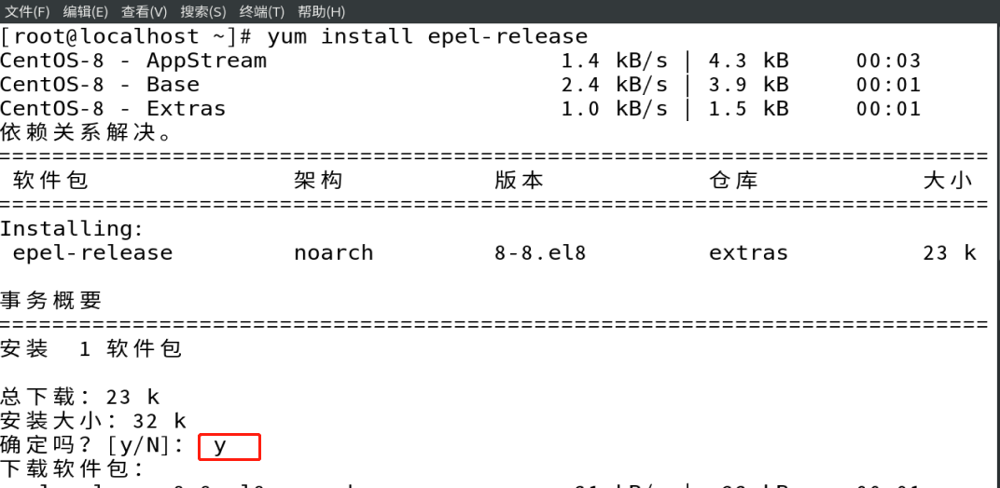 文件(F) 编辑(E) 查看(V) 搜索(S) 终端(T) 帮助(H)
[root@localhost ~]# yum install epel-release
CentOS-8 - AppStream 1.4 kB/s | 4.3 kB 00:03
CentOS-8 - Base 2.4 kB/s | 3.9 kB 00:01
CentOS-8 - Extras 1.0 kB/s | 1.5 kB 00:01
依赖关系解决。
================================================================================
软件包 架构 版本 仓库 大小
================================================================================
Installing:
epel-release noarch 8-8.el8 extras 23 k
事务概要
================================================================================
安装 1 软件包
总下载：23 k
安装大小：32 k
确定吗？[y/N]： y
下载软件包：